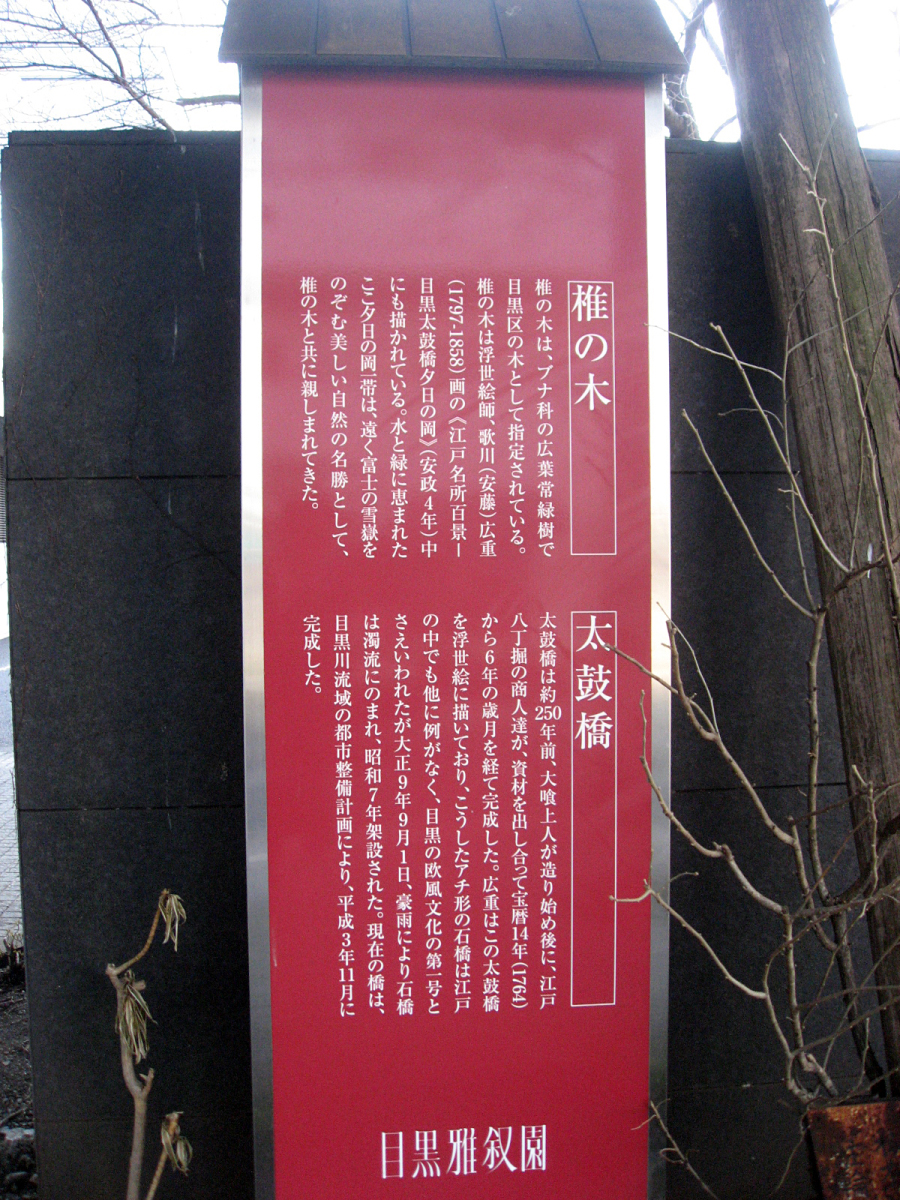 椎の木
椎の木は、ブナ科の広葉常緑樹で
目黒区の木として指定されている。
椎の木は浮世絵師、歌川（安藤）広重
(1797-1858)画の《江戸名所百景ー
目黒太鼓橋夕日の岡》（安政4年）中
にも描かれている。水と緑に恵まれた
ここ夕日の岡一帯は、遠く富士の雪嶽を
のぞむ美しい自然の名勝として、
椎の木と共に親しまれてきた。
太鼓橋
太鼓橋は約250年前、大喰上人が造り始め後に、江戸
八丁掘の商人達が、資材を出し合って宝暦14年(1764)
から6年の歳月を経て完成した。広重はこの太鼓橋
を浮世絵に描いており、こうしたアチ形の石橋は江戸
の中でも他に例がなく、目黒の欧風文化の第一号と
さえいわれたが大正9年9月1日、豪雨により石橋
は濁流にのまれ、昭和7年架設された。現在の橋は、
目黒川流域の都市整備計画により、平成3年11月に
完成した。
目黒雅叙園